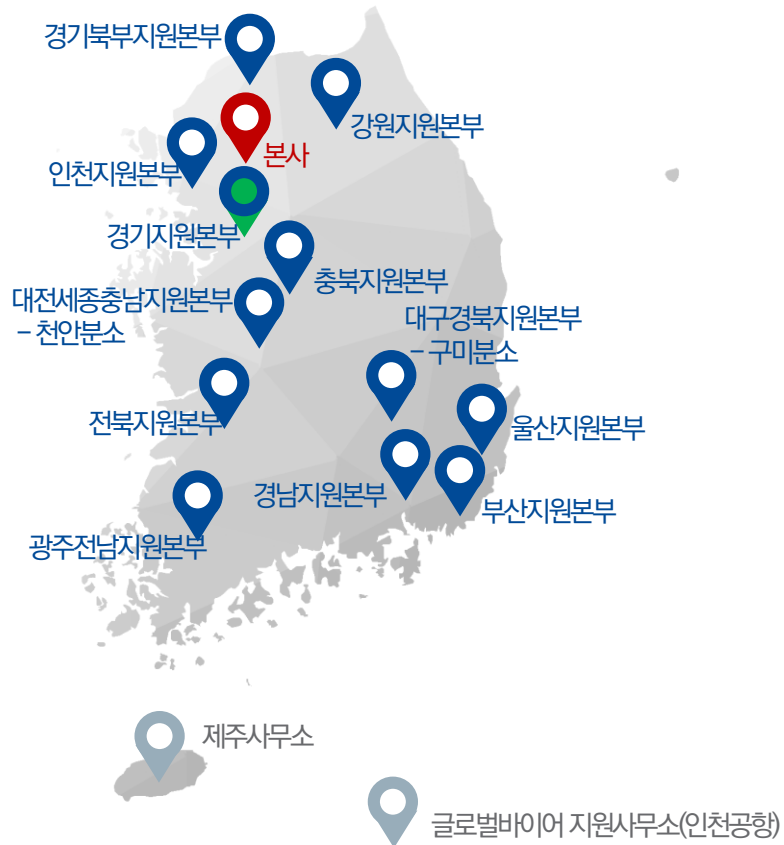 경기북부지원본부
강원지원본부
본사
인천지원본부
경기지원본부
충북지원본부
대전세종충남지원본부
- 천안분소
대구경북지원본부
- 구미분소
전북지원본부
울산지원본부
경남지원본부
부산지원본부
광주전남지원본부
제주사무소
글로벌바이어 지원사무소(인천공항)